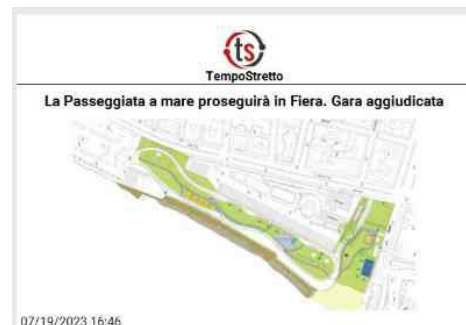 ts
TempoStretto
La Passeggiata a mare proseguirà in Fiera. Gara aggiudicata
07/19/2023 16:46